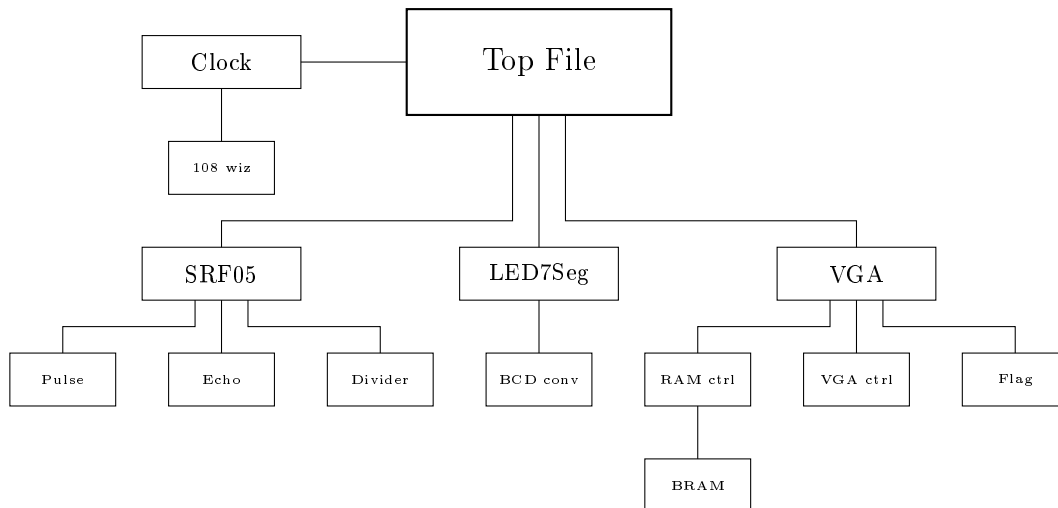 Clock
Top File
108 wiz
SRF05
LED7Seg
VGA
Pulse
Echo
Divider
BCD conv
RAM ctrl
VGA ctrl
Flag
BRAM